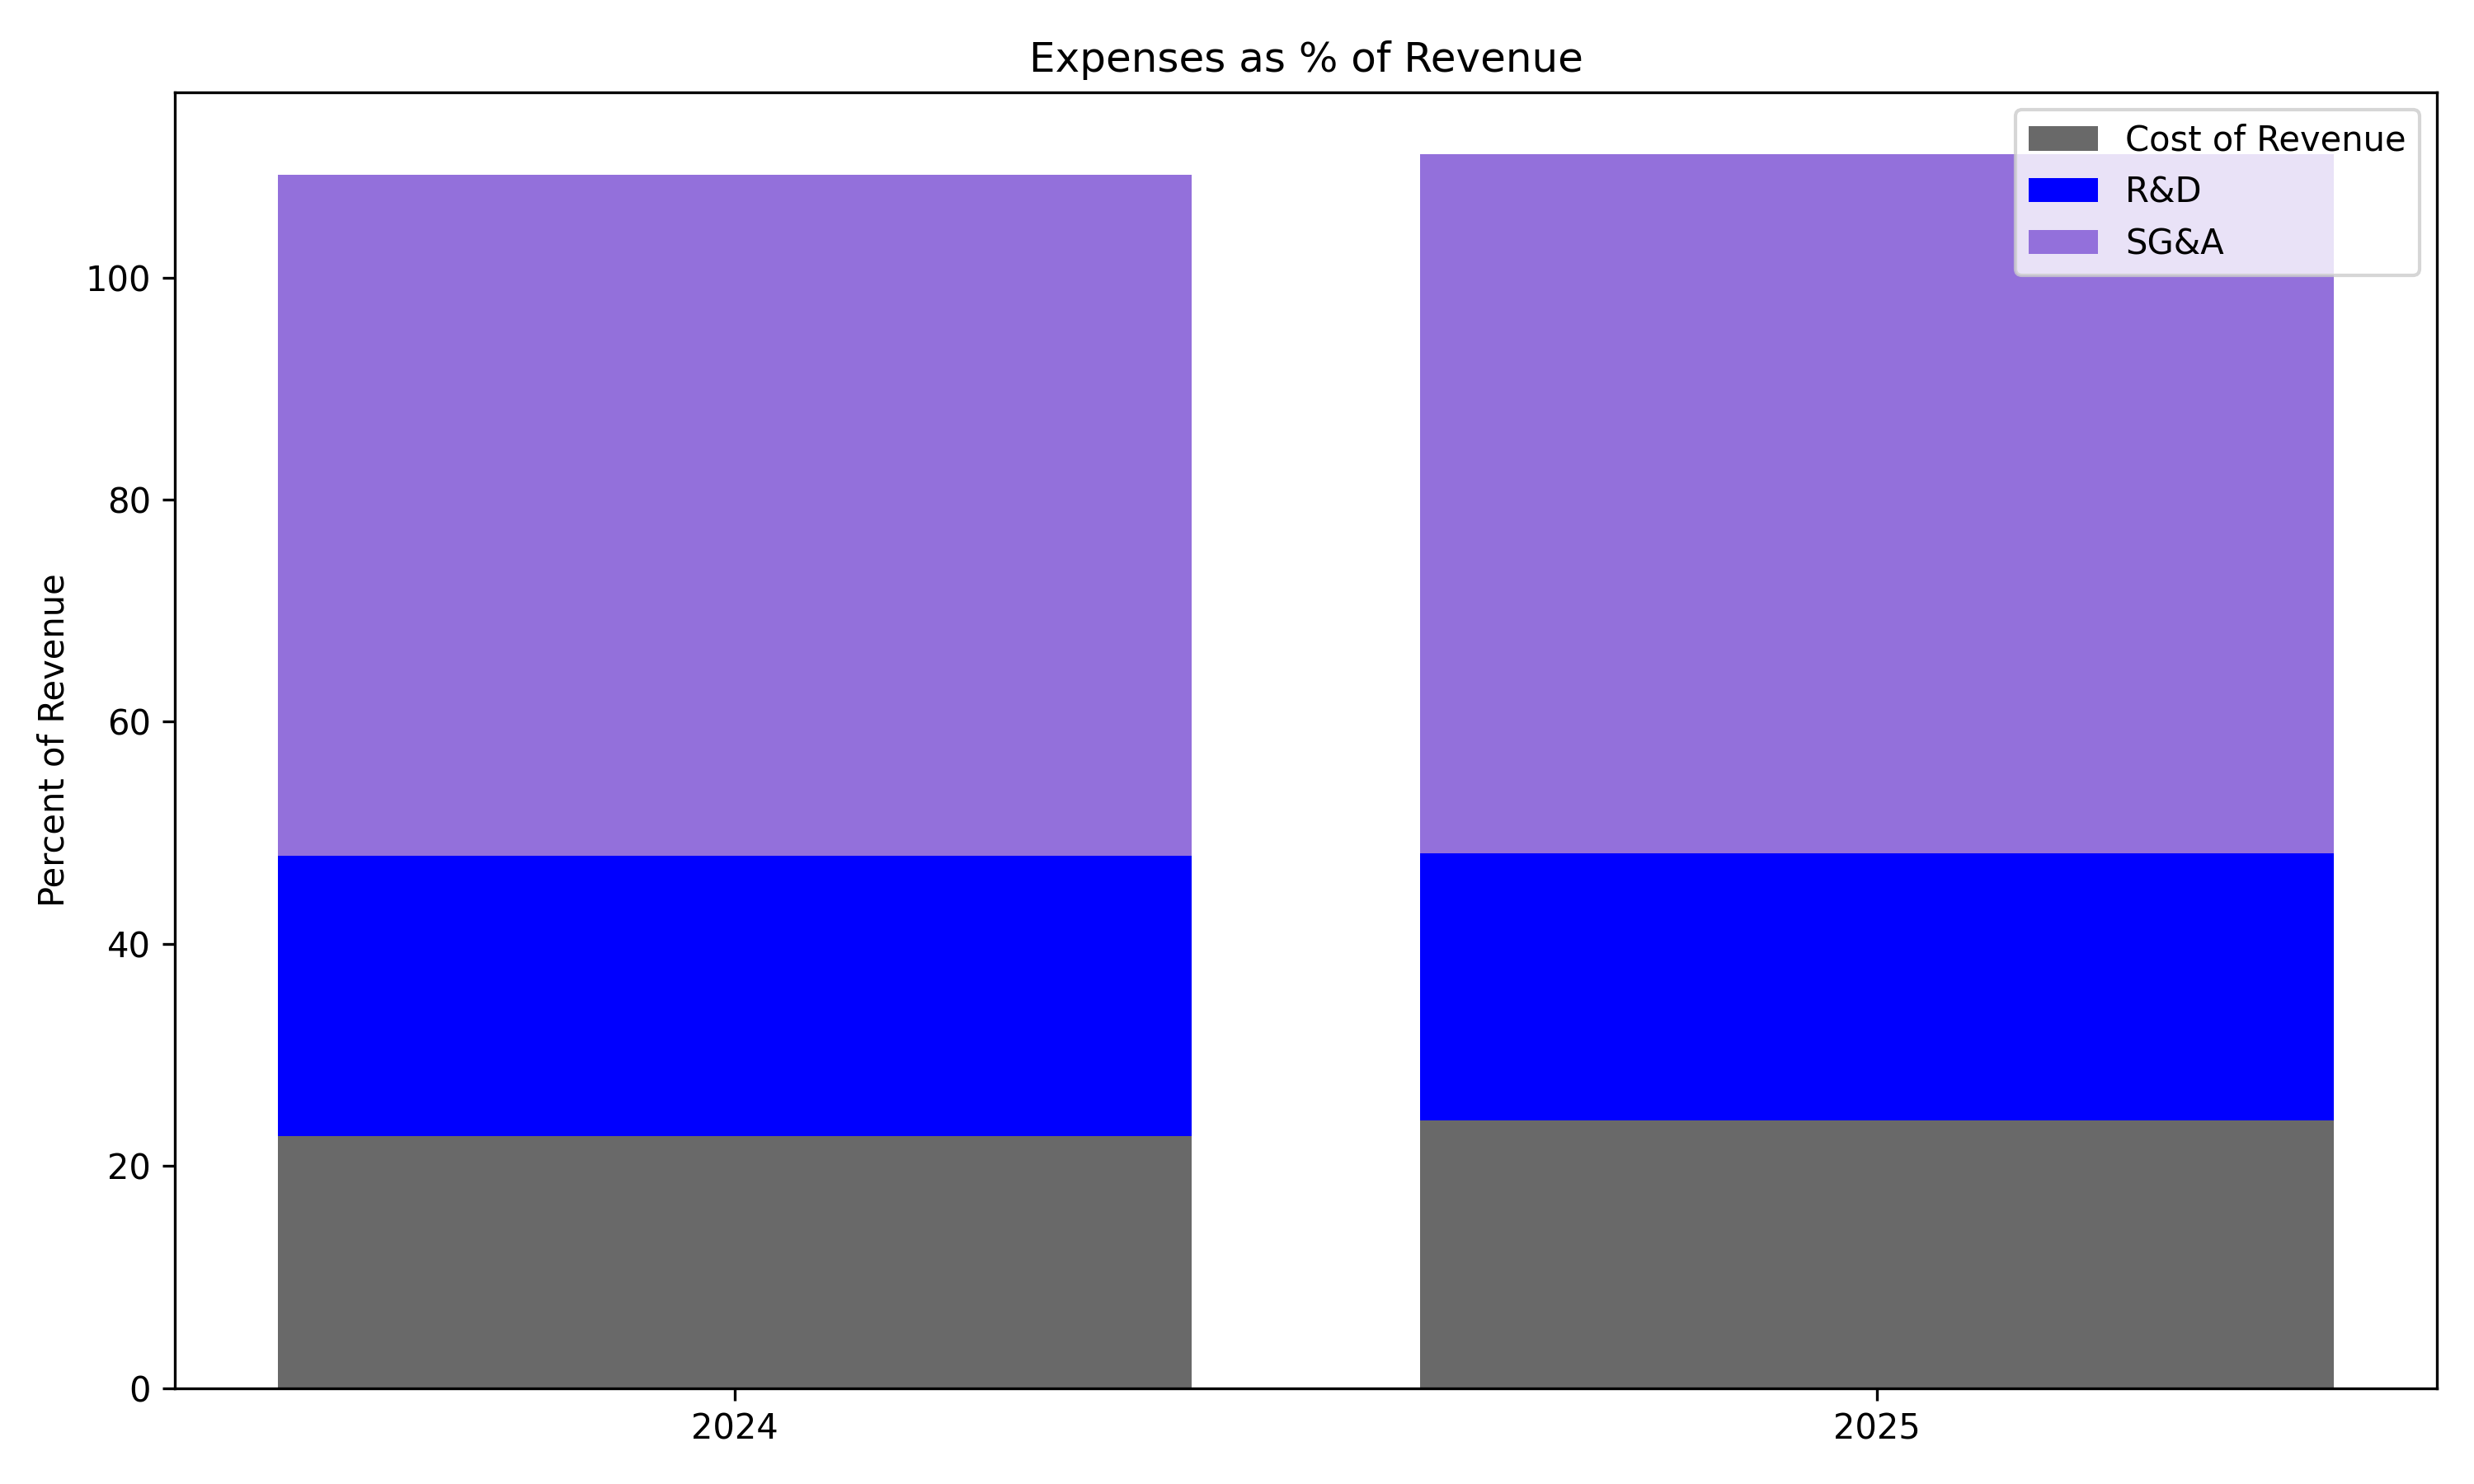 Expenses as % of Revenue
Cost of Revenue
R&D
SG&A
Percent of Revenue
100
80
60
40
20
0
2024
2025